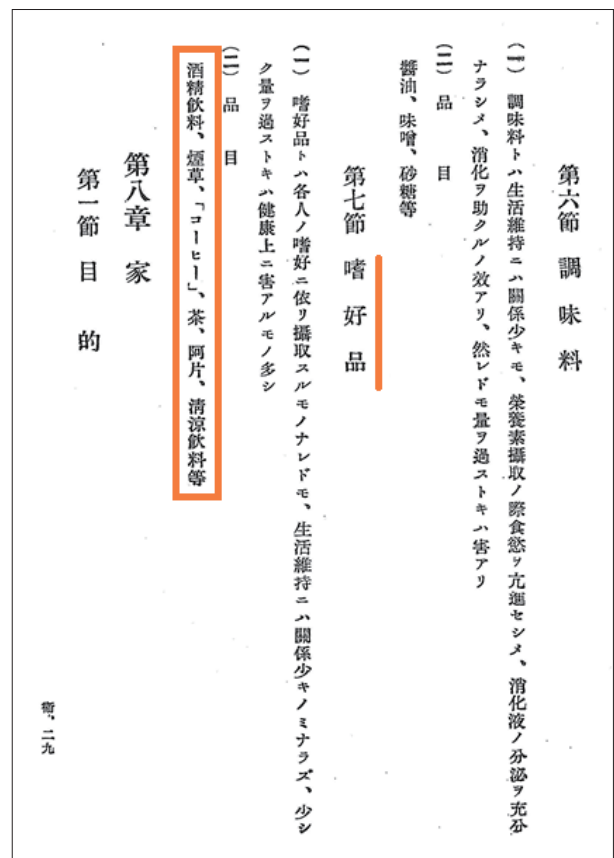 第六節 調味料
(一) 調味料トハ生活維持ニハ關係少キモ、榮養素攝取ノ際食慾ヲ亢進セシメ、消化液ノ分泌ヲ充分
ナラシメ、消化ヲ助クルノ效アリ、然レドモ量ヲ過ストキハ害アリ
(二) 品目
醬油、味噌、砂糖等
第七節 嗜好品
(一) 嗜好品トハ各人ノ嗜好ニ依リ攝取スルモノナレドモ、生活維持ニハ關係少キノミナラズ、少シ
ク量ヲ過ストキハ健康上ニ害アルモノ多シ
(二) 品目
酒精飲料、煙草、「コーヒー」、茶、阿片、清涼飲料等
第八章 家
第一節 目的
衞、二九